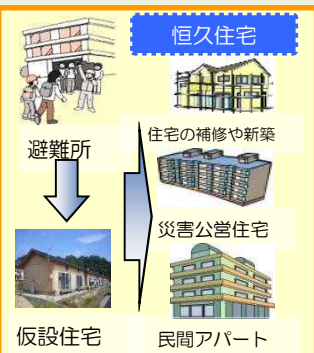 恒久住宅
避難所
住宅の補修や新築
災害公営住宅
仮設住宅
民間アパート